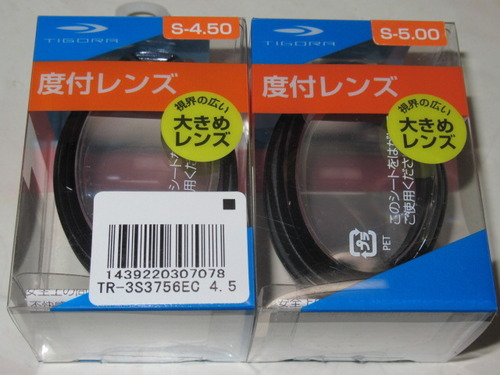 TIGORA
S-4.50
度付レンズ
視界の広い
大きめ
レンズ
1439220307078
TR-3S3756EC 4.5
TIGORA
S-5.00
度付レンズ
視界の広い
大きめ
レンズ
このシートをはが
ご使用くださ
プラ
PET